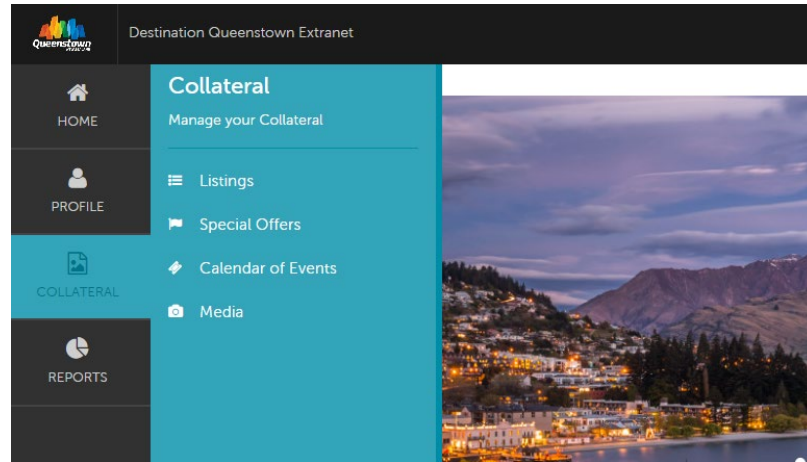 Queenstown
Destination Queenstown Extranet
HOME
PROFILE
COLLATERAL
REPORTS
Collateral
Manage your Collateral
Listings
Special Offers
Calendar of Events
Media